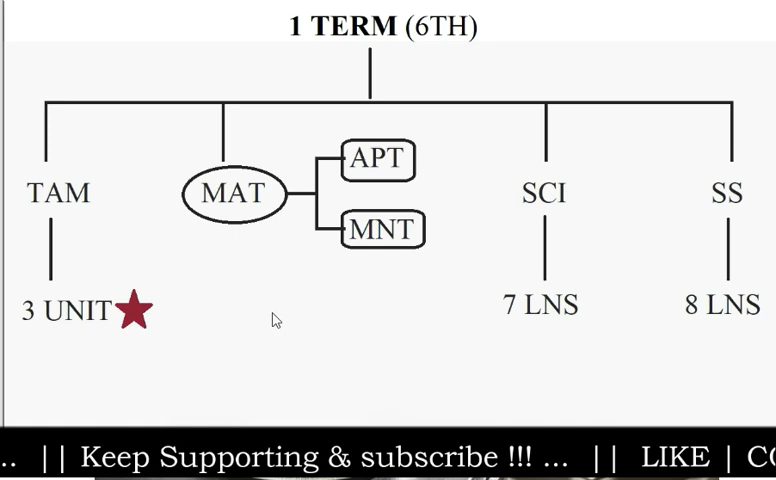 1 TERM (6TH)
TAM
MAT
APT
MNT
SCI
SS
3 UNIT
7 LNS
8 LNS
.. || Keep Supporting & subscribe !!! ... || LIKE | CO